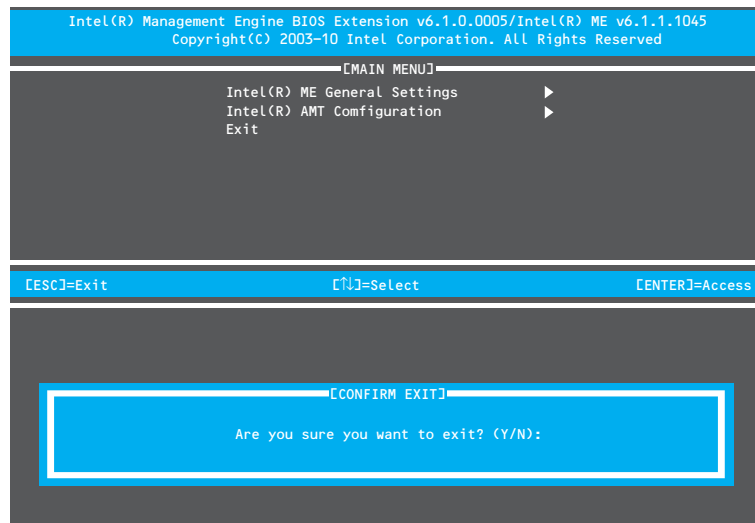 Intel(R) Management Engine BIOS Extension v6.1.0.0005/Intel(R) ME v6.1.1.1045
Copyright(C) 2003-10 Intel Corporation. All Rights Reserved
[MAIN MENU]
Intel(R) ME General Settings ▶
Intel(R) AMT Comfiguration ▶
Exit
[ESC]=Exit [↑↓]=Select [ENTER]=Access
[CONFIRM EXIT]
Are you sure you want to exit? (Y/N):